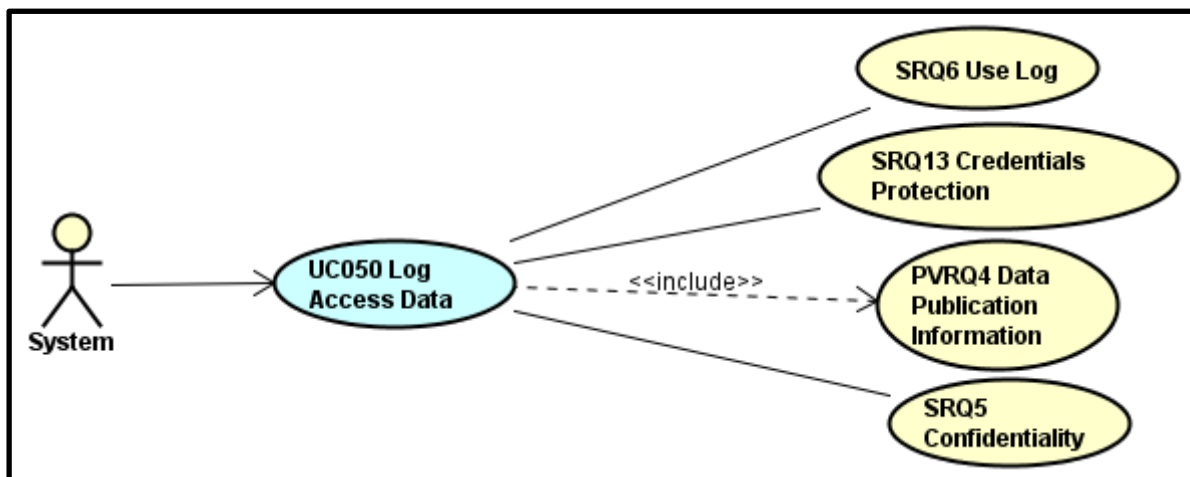 SRQ6 Use Log
SRQ13 Credentials
Protection
System
UC050 Log
Access Data
<<include>>
PVRQ4 Data
Publication
Information
SRQ5
Confidentiality